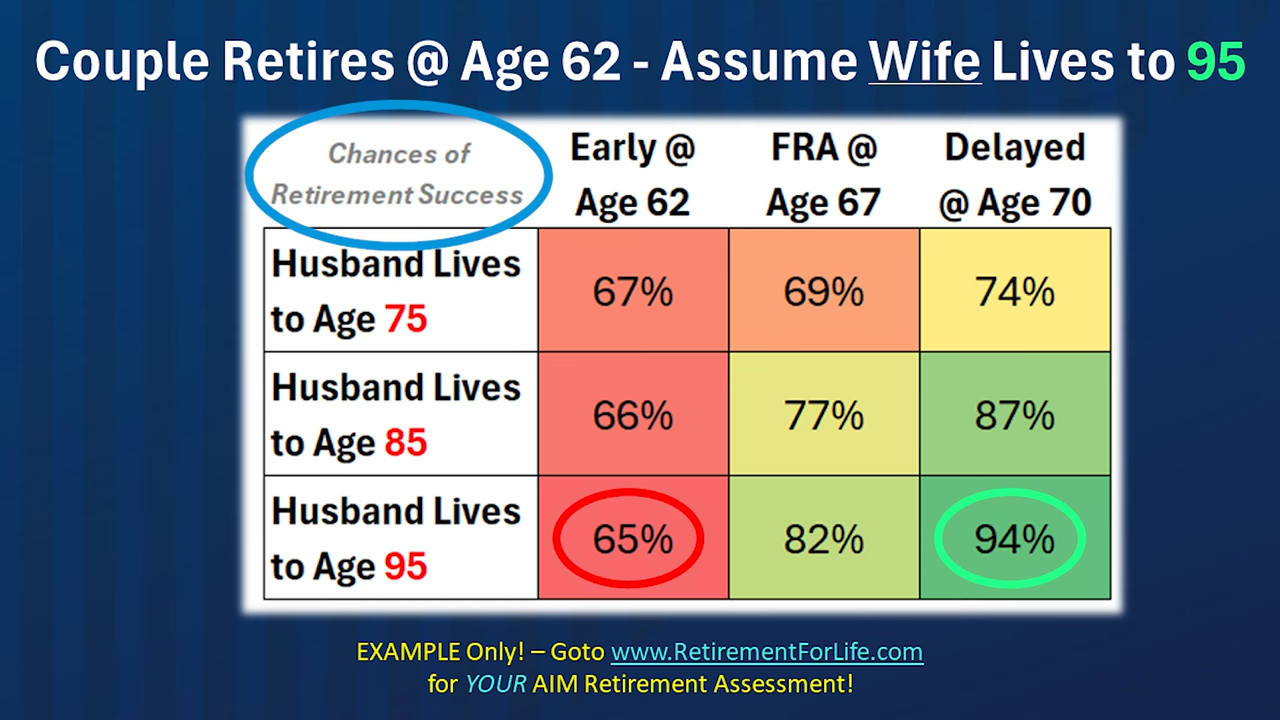 Couple Retires @ Age 62 - Assume Wife Lives to 95
Chances of
Retirement Success
Early @
Age 62
FRA @
Age 67
Delayed
@ Age 70
Husband Lives
to Age 75
67%
69%
74%
Husband Lives
to Age 85
66%
77%
87%
Husband Lives
to Age 95
65%
82%
94%
EXAMPLE Only! – Goto www.RetirementForLife.com
for YOUR AIM Retirement Assessment!